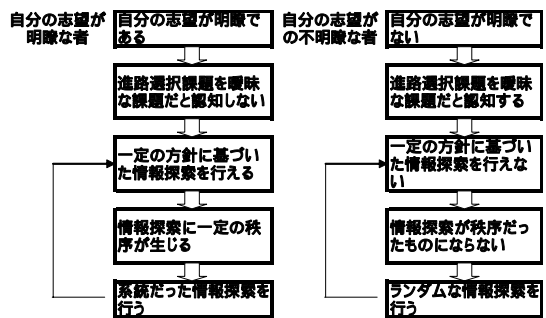 自分の志望が
明瞭な者
自分の志望が明瞭で
ある
進路選択課題を曖昧
な課題だと認知しない
一定の方針に基づい
た情報探索を行える
情報探索に一定の秩
序が生じる
系統だった情報探索を
行う
自分の志望が
の不明瞭な者
自分の志望が明瞭で
ない
進路選択課題を曖昧
な課題だと認知する
一定の方針に基づい
た情報探索を行えな
い
情報探索が秩序だっ
たものにならない
ランダムな情報探索を
行う